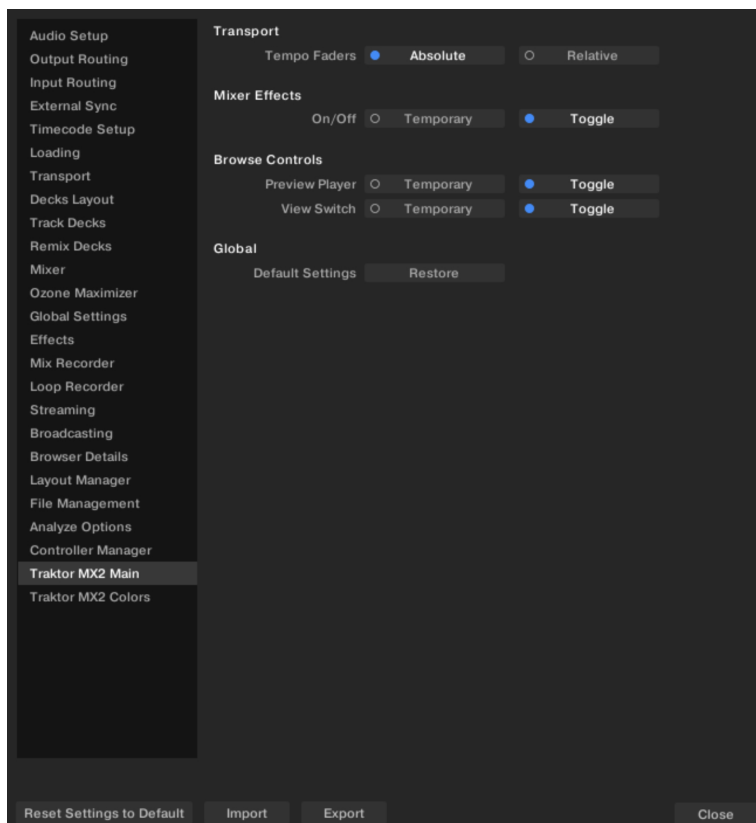 Audio Setup
Output Routing
Input Routing
External Sync
Timecode Setup
Loading
Transport
Decks Layout
Track Decks
Remix Decks
Mixer
Ozone Maximizer
Global Settings
Effects
Mix Recorder
Loop Recorder
Streaming
Broadcasting
Browser Details
Layout Manager
File Management
Analyze Options
Controller Manager
Traktor MX2 Main
Traktor MX2 Colors
Transport
Tempo Faders Absolute Relative
Mixer Effects
On/Off Temporary Toggle
Browse Controls
Preview Player Temporary Toggle
View Switch Temporary Toggle
Global
Default Settings Restore
Reset Settings to Default Import Export Close